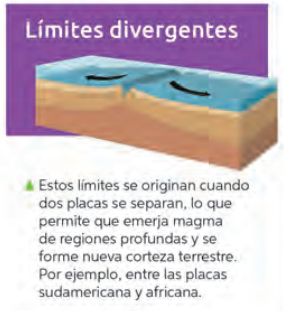 Límites divergentes
Estos límites se originan cuando
dos placas se separan, lo que
permite que emerja magma
de regiones profundas y se
forme nueva corteza terrestre.
Por ejemplo, entre las placas
sudamericana y africana.